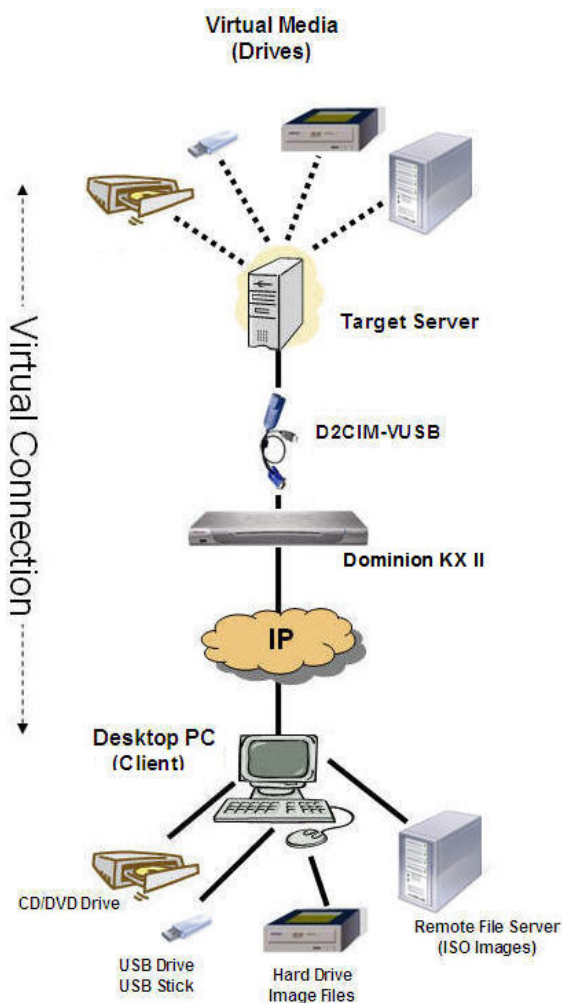 Virtual Media
(Drives)
Target Server
Virtual Connection
D2CIM-VUSB
Dominion KX II
IP
Desktop PC
(Client)
CD/DVD Drive
Remote File Server
(ISO Images)
USB Drive
USB Stick
Hard Drive
Image Files